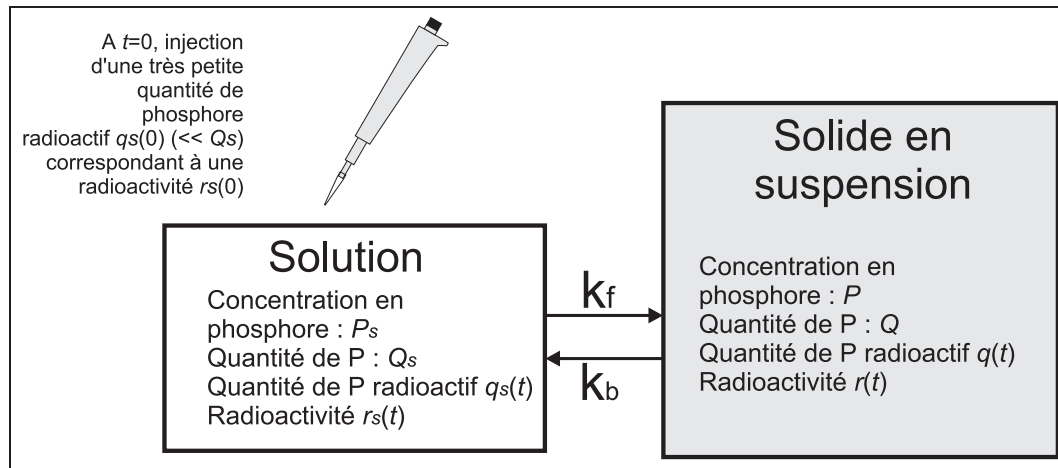 A t=0, injection
d'une très petite
quantité de
phosphore
radioactif qs(0) (<< Qs)
correspondant à une
radioactivité rs(0)
Solution
Concentration en
phosphore : Ps
Quantité de P : Qs
Quantité de P radioactif qs(t)
Radioactivité rs(t)
kf
kb
Solide en
suspension
Concentration en
phosphore : P
Quantité de P : Q
Quantité de P radioactif q(t)
Radioactivité r(t)